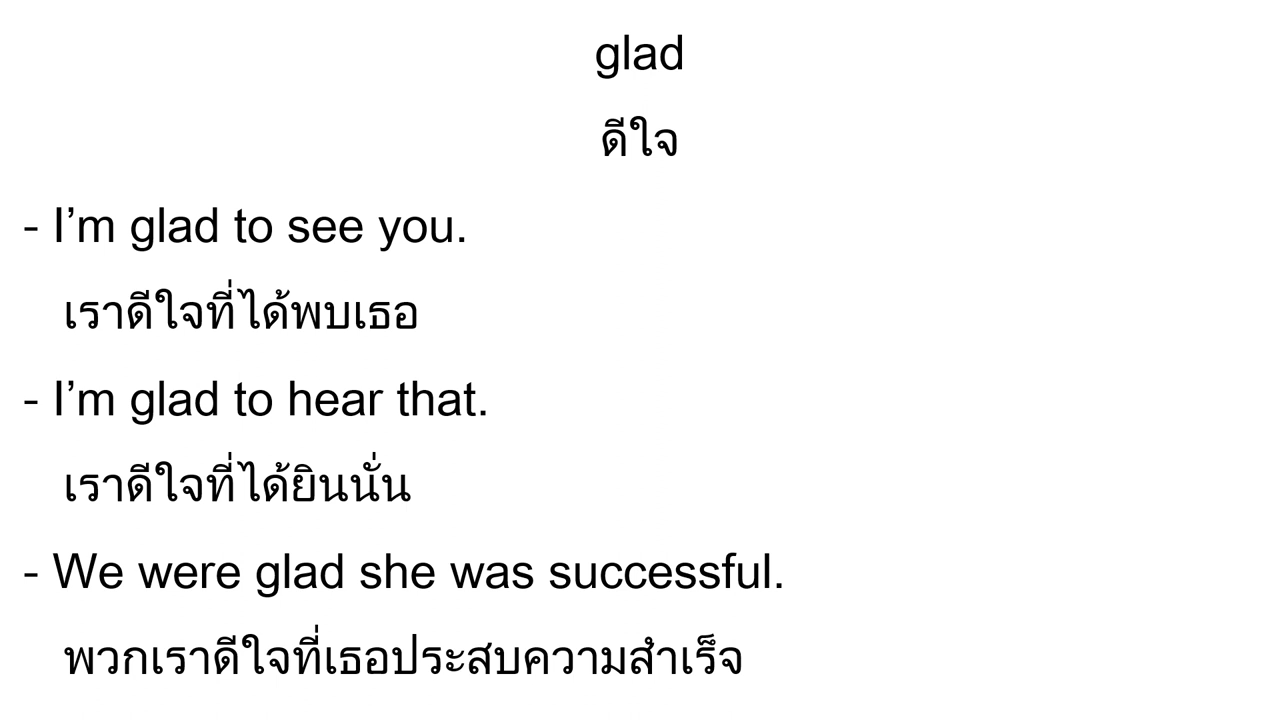 glad
ดีใจ
- I’m glad to see you.
เราดีใจที่ได้พบเธอ
- I’m glad to hear that.
เราดีใจที่ได้ยินนั่น
- We were glad she was successful.
พวกเราดีใจที่เธอประสบความสำเร็จ